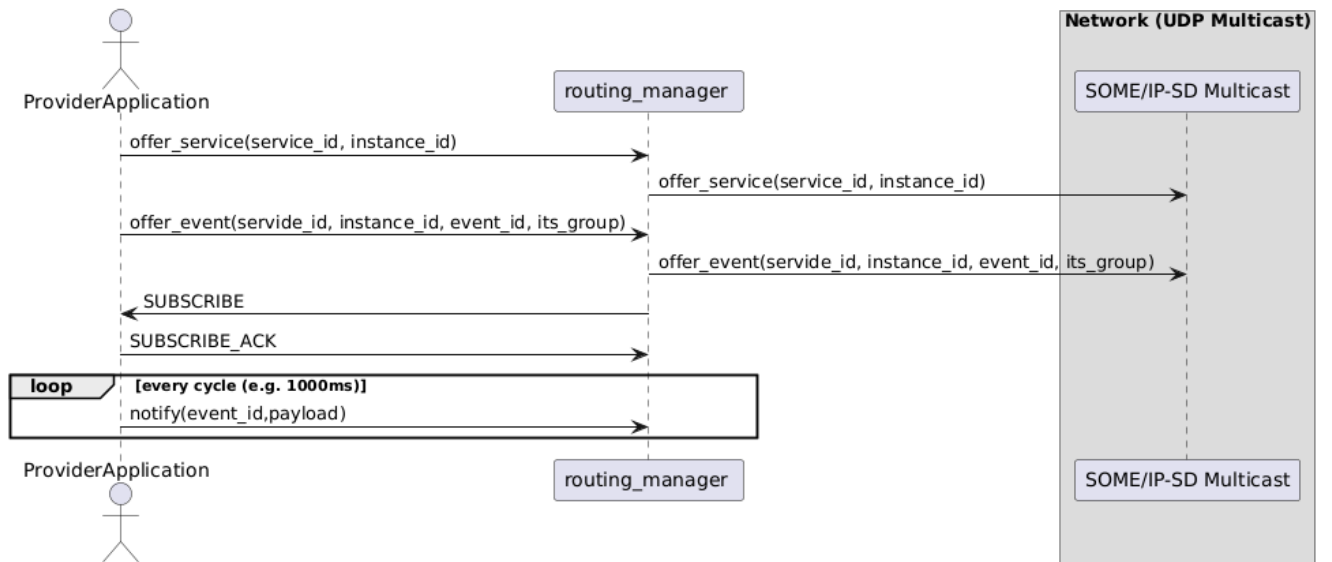 Network (UDP Multicast)
ProviderApplication
routing_manager
SOME/IP-SD Multicast
offer_service(service_id, instance_id)
offer_service(service_id, instance_id)
offer_event(servide_id, instance_id, event_id, its_group)
offer_event(servide_id, instance_id, event_id, its_group)
SUBSCRIBE
SUBSCRIBE_ACK
loop [every cycle (e.g. 1000ms)]
notify(event_id,payload)
ProviderApplication
routing_manager
SOME/IP-SD Multicast